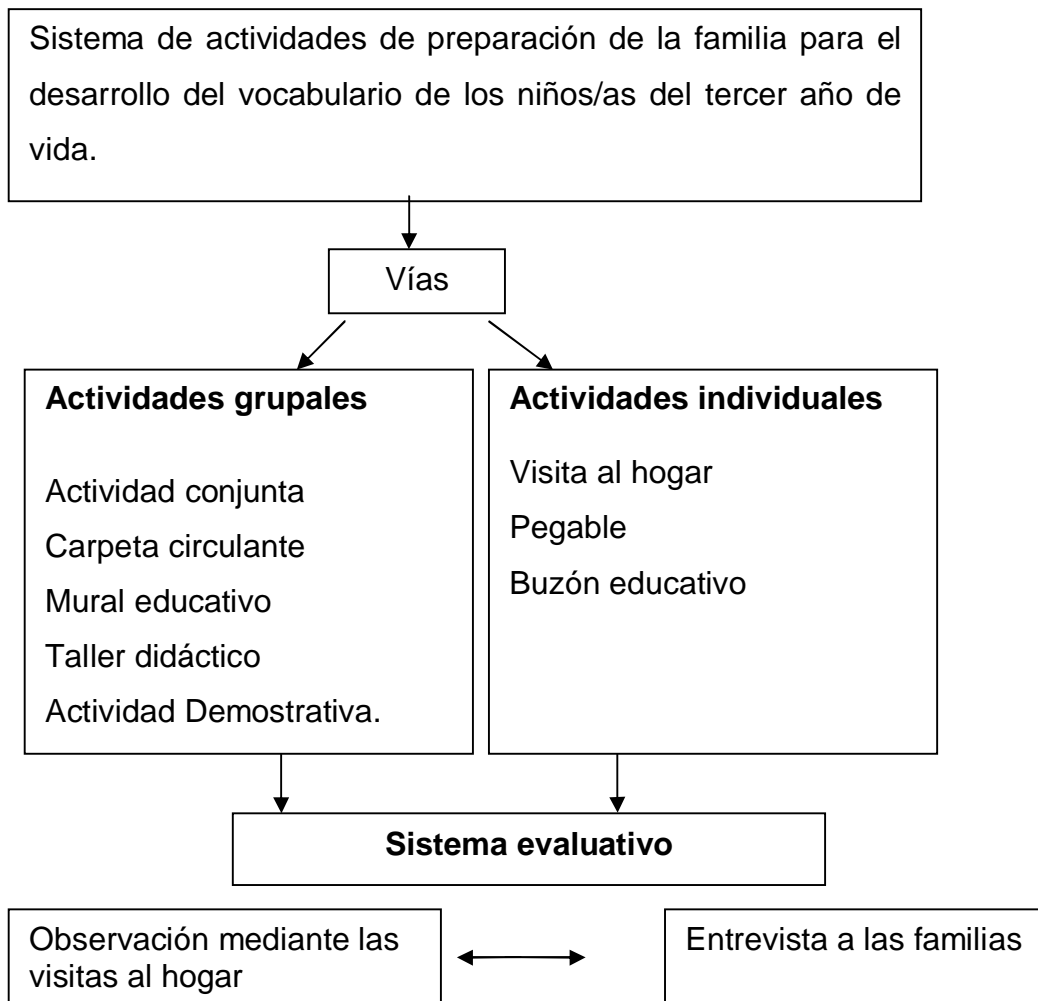 Sistema de actividades de preparación de la familia para el
desarrollo del vocabulario de los niños/as del tercer año de
vida.
Vías
Actividades grupales
Actividad conjunta
Carpeta circulante
Mural educativo
Taller didáctico
Actividad Demostrativa.
Actividades individuales
Visita al hogar
Pegable
Buzón educativo
Sistema evaluativo
Observación mediante las
visitas al hogar
Entrevista a las familias